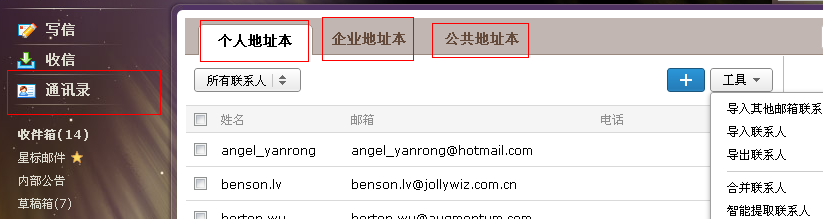 写信
收信
通讯录
收件箱(14)
星标邮件
内部公告
草稿箱(7)
个人地址本 企业地址本 公共地址本
所有联系人 工具
姓名 邮箱 电话
angel_yanrong angel_yanrong@hotmail.com
benson.lv benson.lv@jollywiz.com.cn
导入其他邮箱联系
导入联系人
导出联系人
合并联系人
智能提取联系人